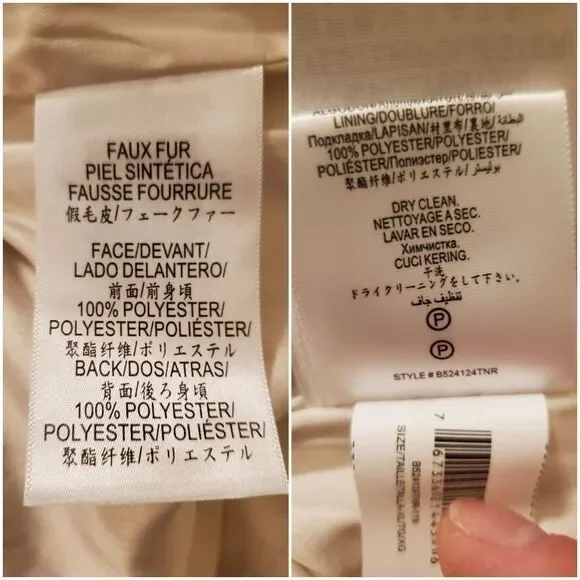 FAUX FUR
PIEL SINTÉTICA
FAUSSE FOURRURE
假毛皮/フェークファー
FACE/DEVANT/
LADO DELANTERO/
前面/前身頃
100% POLYESTER/
POLYESTER/POLIÉSTER/
聚酯纤维/ポリエステル
BACK/DOS/ATRAS/
背面/後ろ身頃
100% POLYESTER/
POLYESTER/POLIÉSTER/
聚酯纤维/ポリエステル
LINING/DOUBLURE/FORRO/
Подкладка/LAPISAN/材里布/裏地/البطانة
100% POLYESTER/POLYESTER/
POLIÉSTER/Полиэстер/POLIESTER/
聚酯纤维/ポリエステル/بوليستر
DRY CLEAN.
NETTOYAGE A SEC.
LAVAR EN SECO.
Химчистка.
CUCI KERING.
干洗
ドライクリーニングをして下さい。
تنظيف جاف
P
P
STYLE # B524124TNR
7
SIZE/TAILLE/TALLA